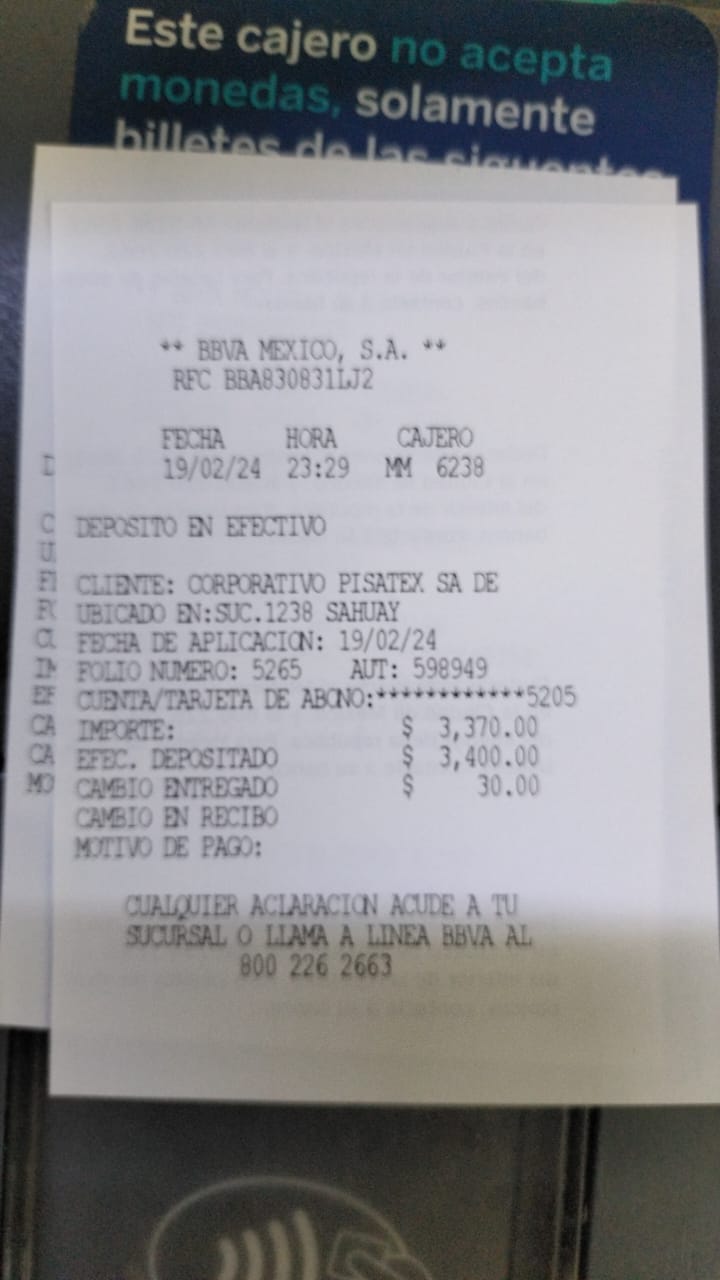 Este cajero no acepta
monedas, solamente
billetes de las siguentes
** BBVA MEXICO, S.A. **
RFC BBA830831LJ2
FECHA HORA CAJERO
19/02/24 23:29 MM 6238
DEPOSITO EN EFECTIVO
CLIENTE: CORPORATIVO PISATEX SA DE
UBICADO EN:SUC.1238 SAHUAY
FECHA DE APLICACION: 19/02/24
FOLIO NUMERO: 5265 AUT: 598949
CUENTA/TARJETA DE ABONO:************5205
IMPORTE: $ 3,370.00
EFEC. DEPOSITADO $ 3,400.00
CAMBIO ENTREGADO $ 30.00
CAMBIO EN RECIBO
MOTIVO DE PAGO:
CUALQUIER ACLARACION ACUDE A TU
SUCURSAL O LLAMA A LINEA BBVA AL
800 226 2663